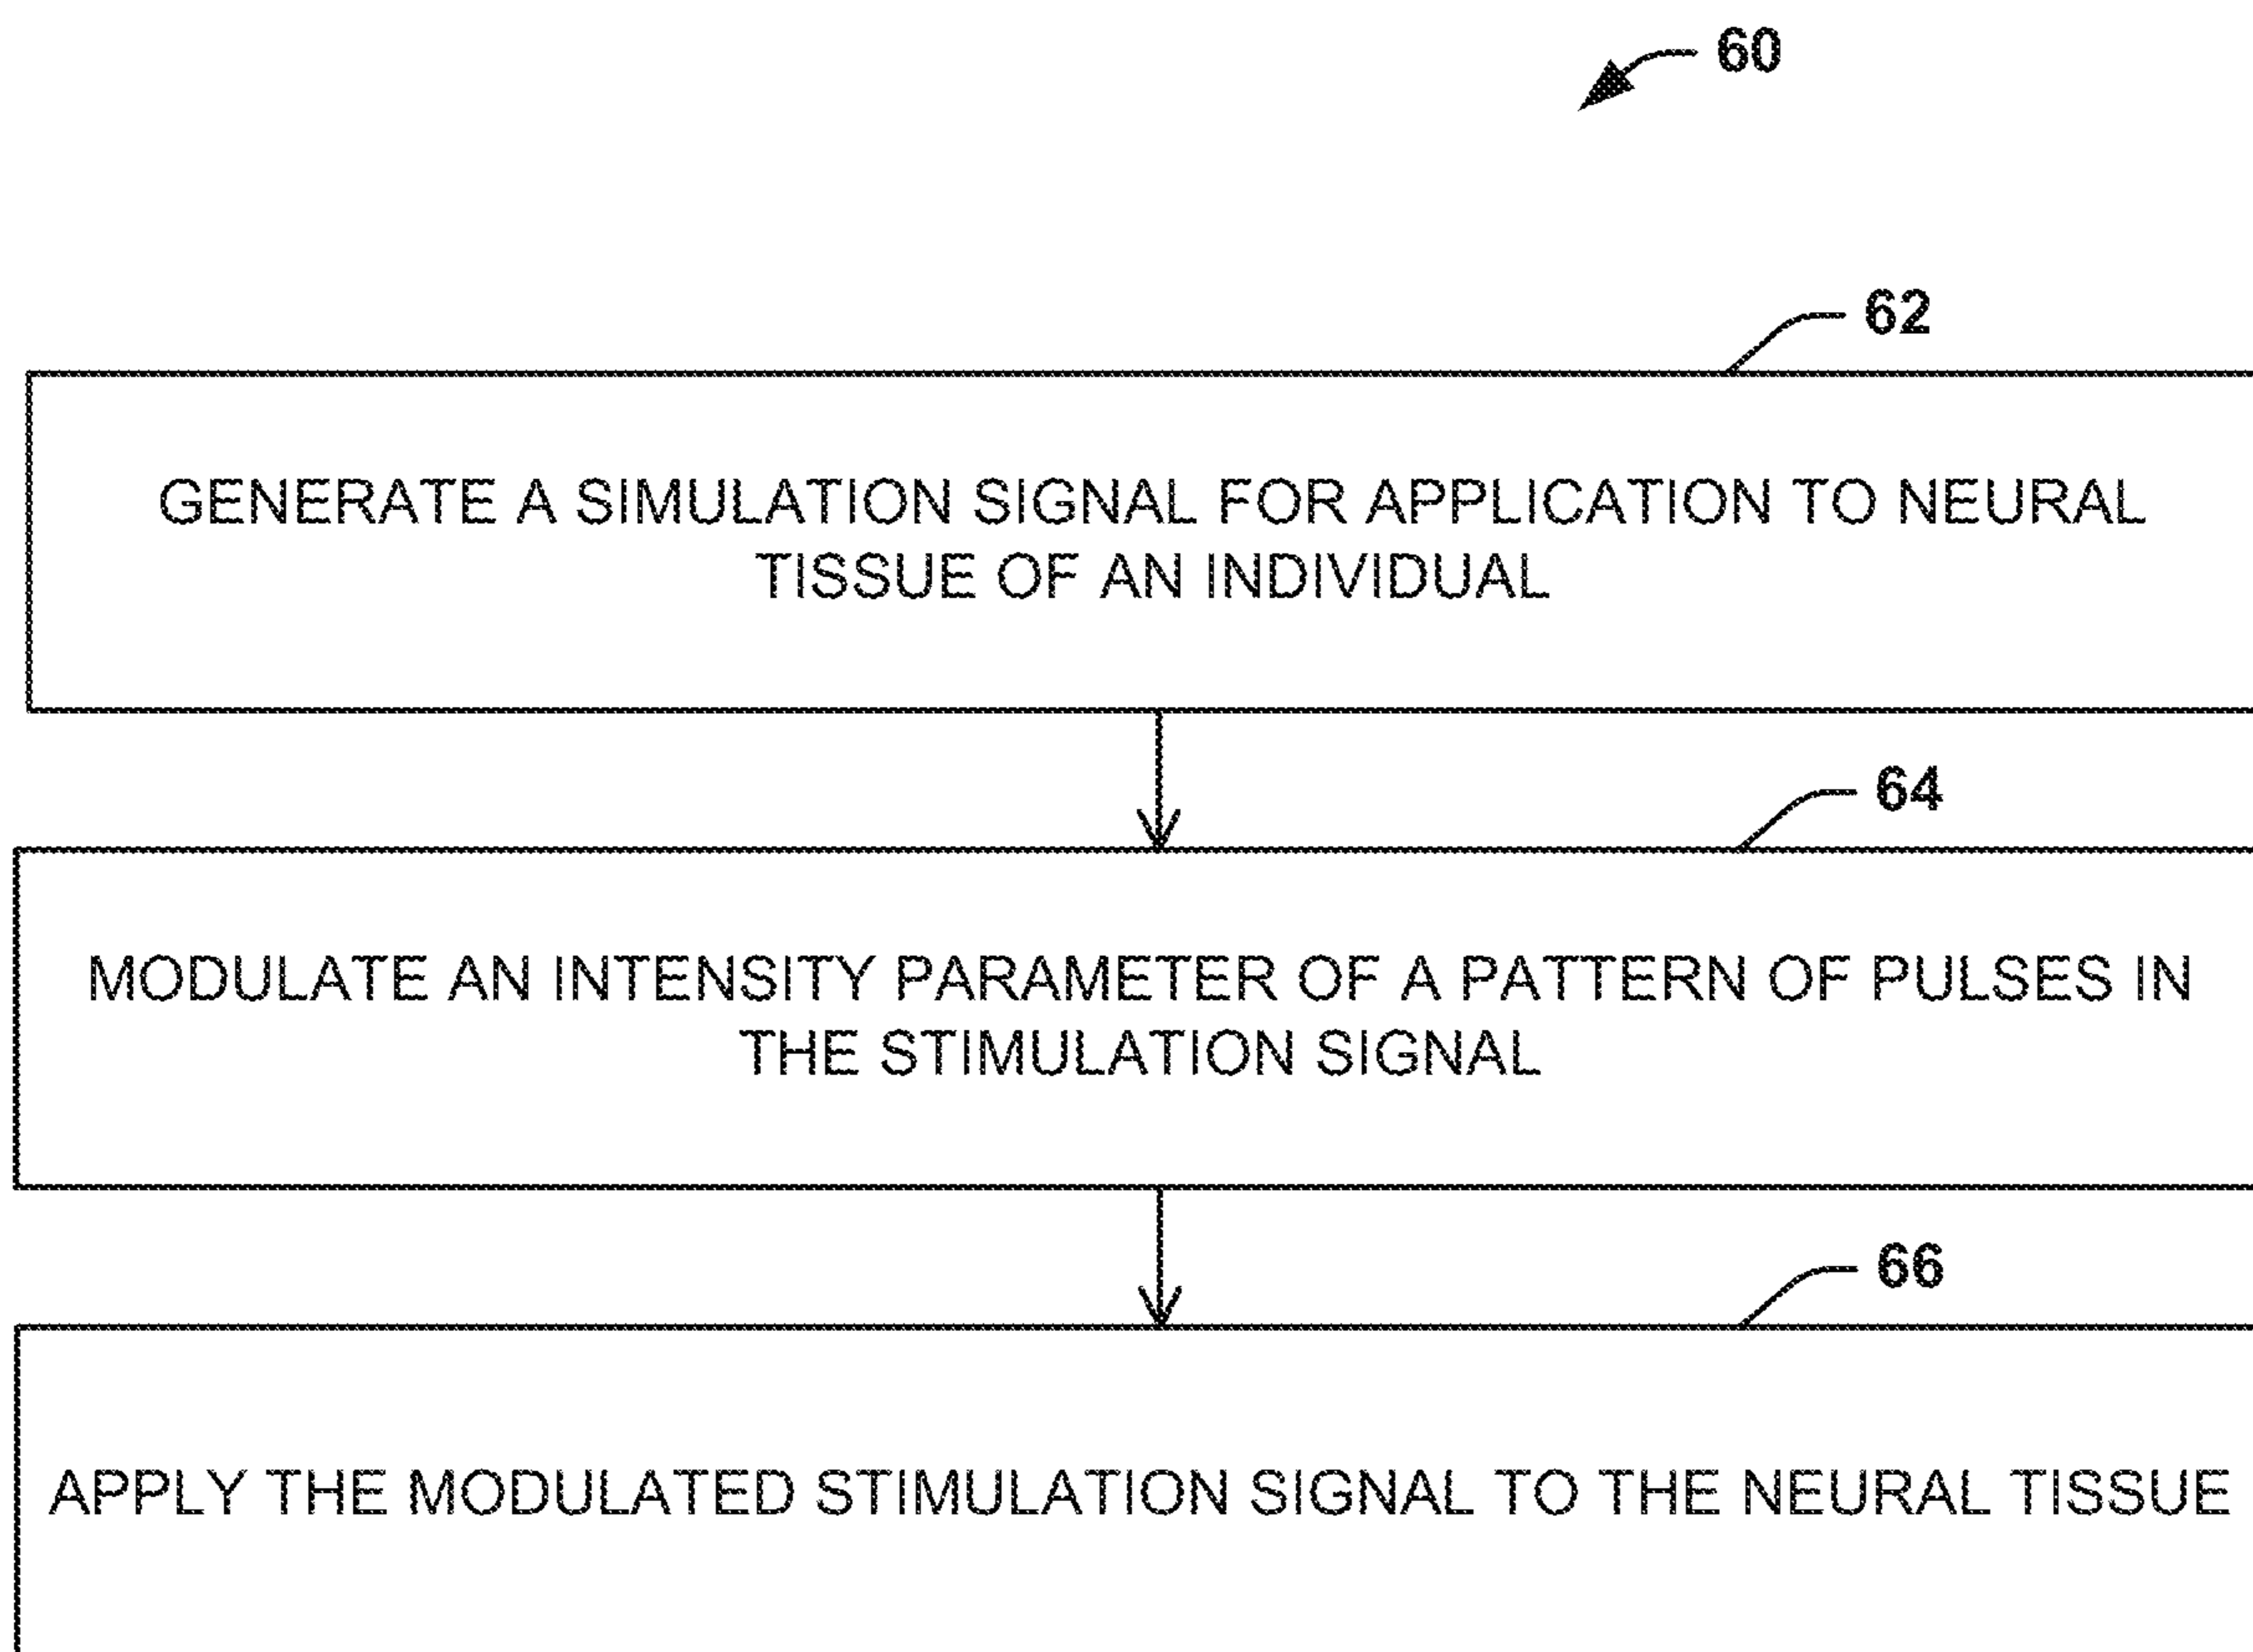 60
62
GENERATE A SIMULATION SIGNAL FOR APPLICATION TO NEURAL
TISSUE OF AN INDIVIDUAL
64
MODULATE AN INTENSITY PARAMETER OF A PATTERN OF PULSES IN
THE STIMULATION SIGNAL
66
APPLY THE MODULATED STIMULATION SIGNAL TO THE NEURAL TISSUE